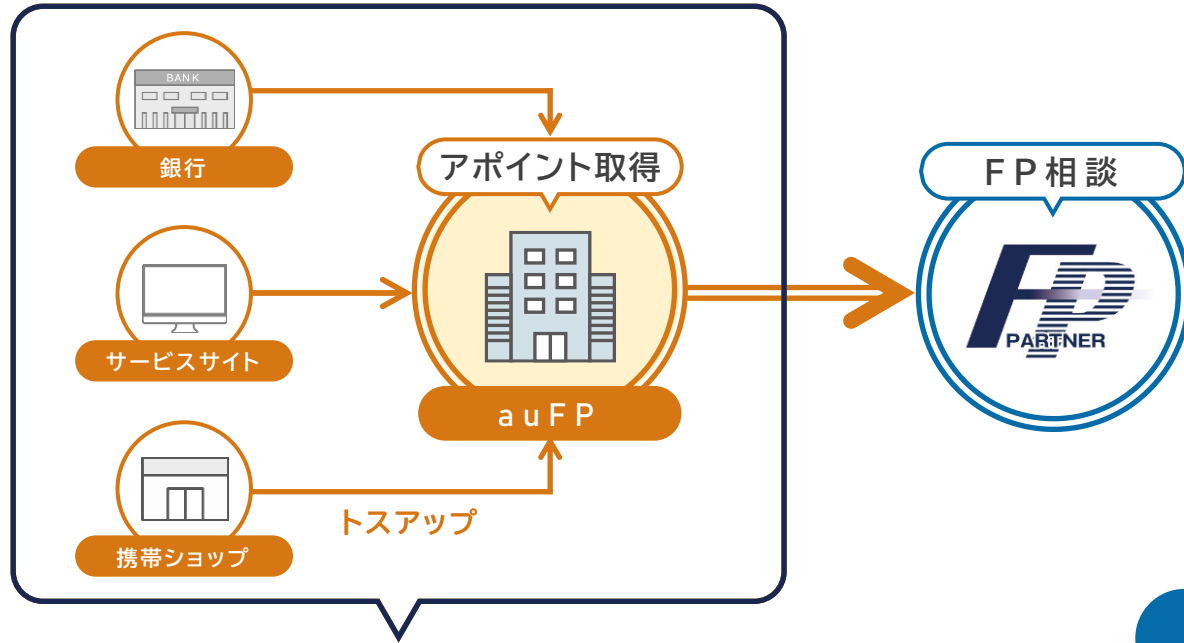 BANK
銀行
サービスサイト
携帯ショップ
トスアップ
アポイント取得
auFP
FP相談
FP
PARTNER